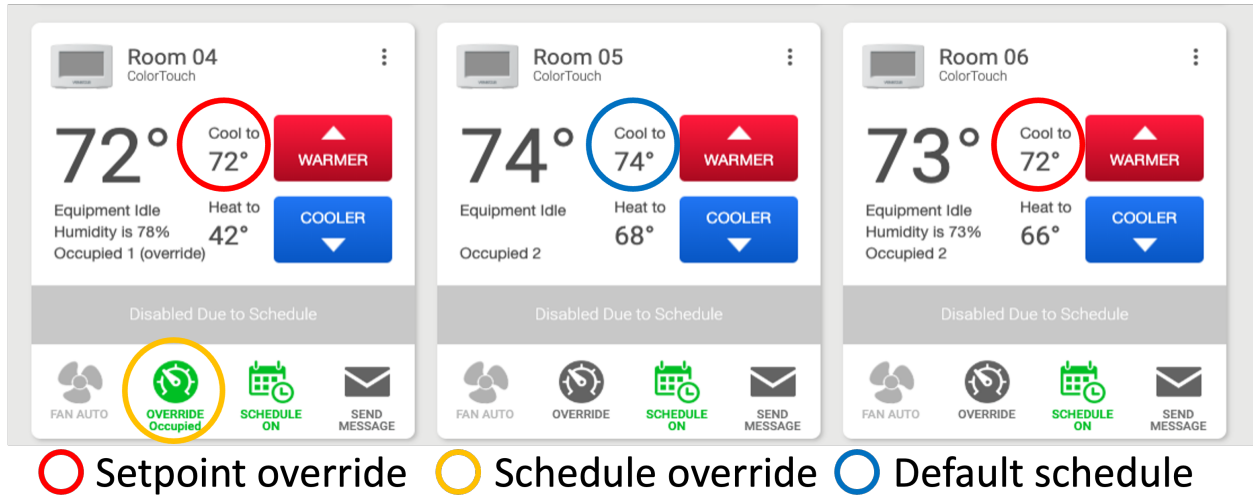 Room 04
ColorTouch
72°
Cool to
72°
WARMER
Equipment Idle
Humidity is 78%
Occupied 1 (override)
Heat to
42°
COOLER
Disabled Due to Schedule
FAN AUTO
OVERRIDE
Occupied
SCHEDULE
ON
SEND
MESSAGE
Room 05
ColorTouch
74°
Cool to
74°
WARMER
Equipment Idle
Occupied 2
Heat to
68°
COOLER
Disabled Due to Schedule
FAN AUTO
OVERRIDE
SCHEDULE
ON
SEND
MESSAGE
Room 06
ColorTouch
73°
Cool to
72°
WARMER
Equipment Idle
Humidity is 73%
Occupied 2
Heat to
66°
COOLER
Disabled Due to Schedule
FAN AUTO
OVERRIDE
SCHEDULE
ON
SEND
MESSAGE
Setpoint override
Schedule override
Default schedule